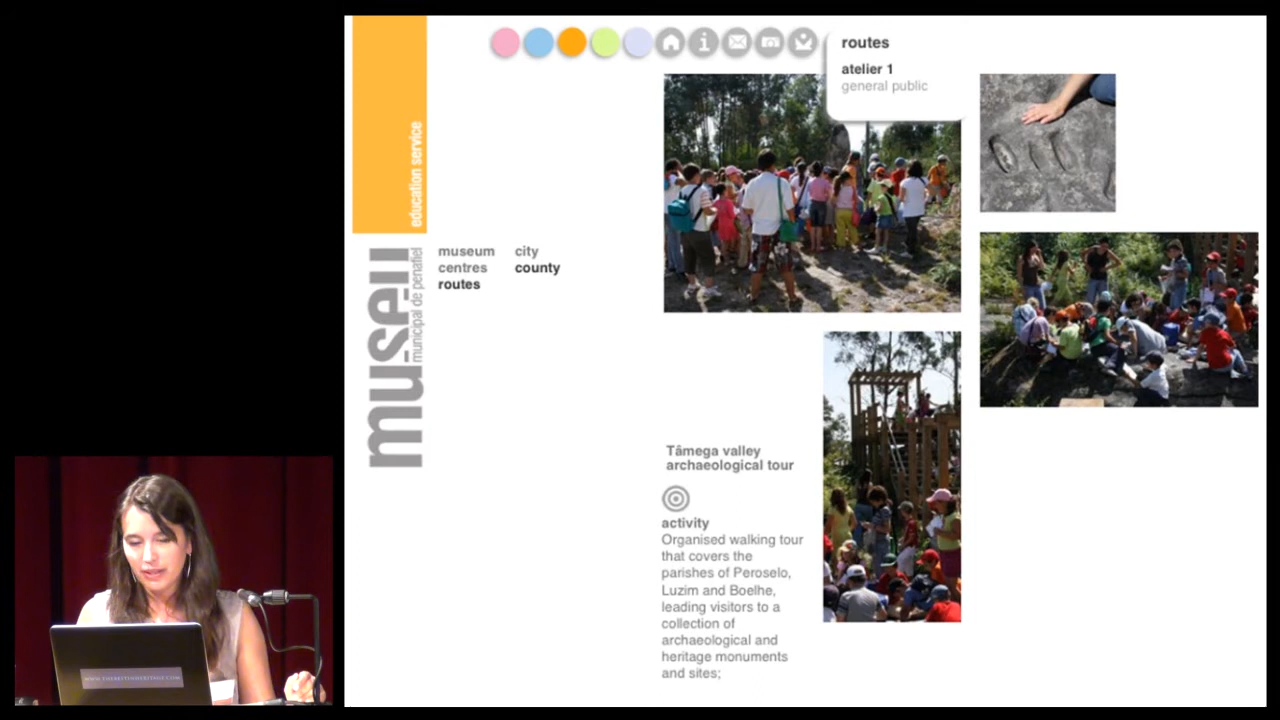 routes
atelier 1
general public
education service
museu
municipal de penafiel
museum city
centres county
routes
Tâmega valley
archaeological tour
activity
Organised walking tour
that covers the
parishes of Peroselo,
Luzim and Boelhe,
leading visitors to a
collection of
archaeological and
heritage monuments
and sites;